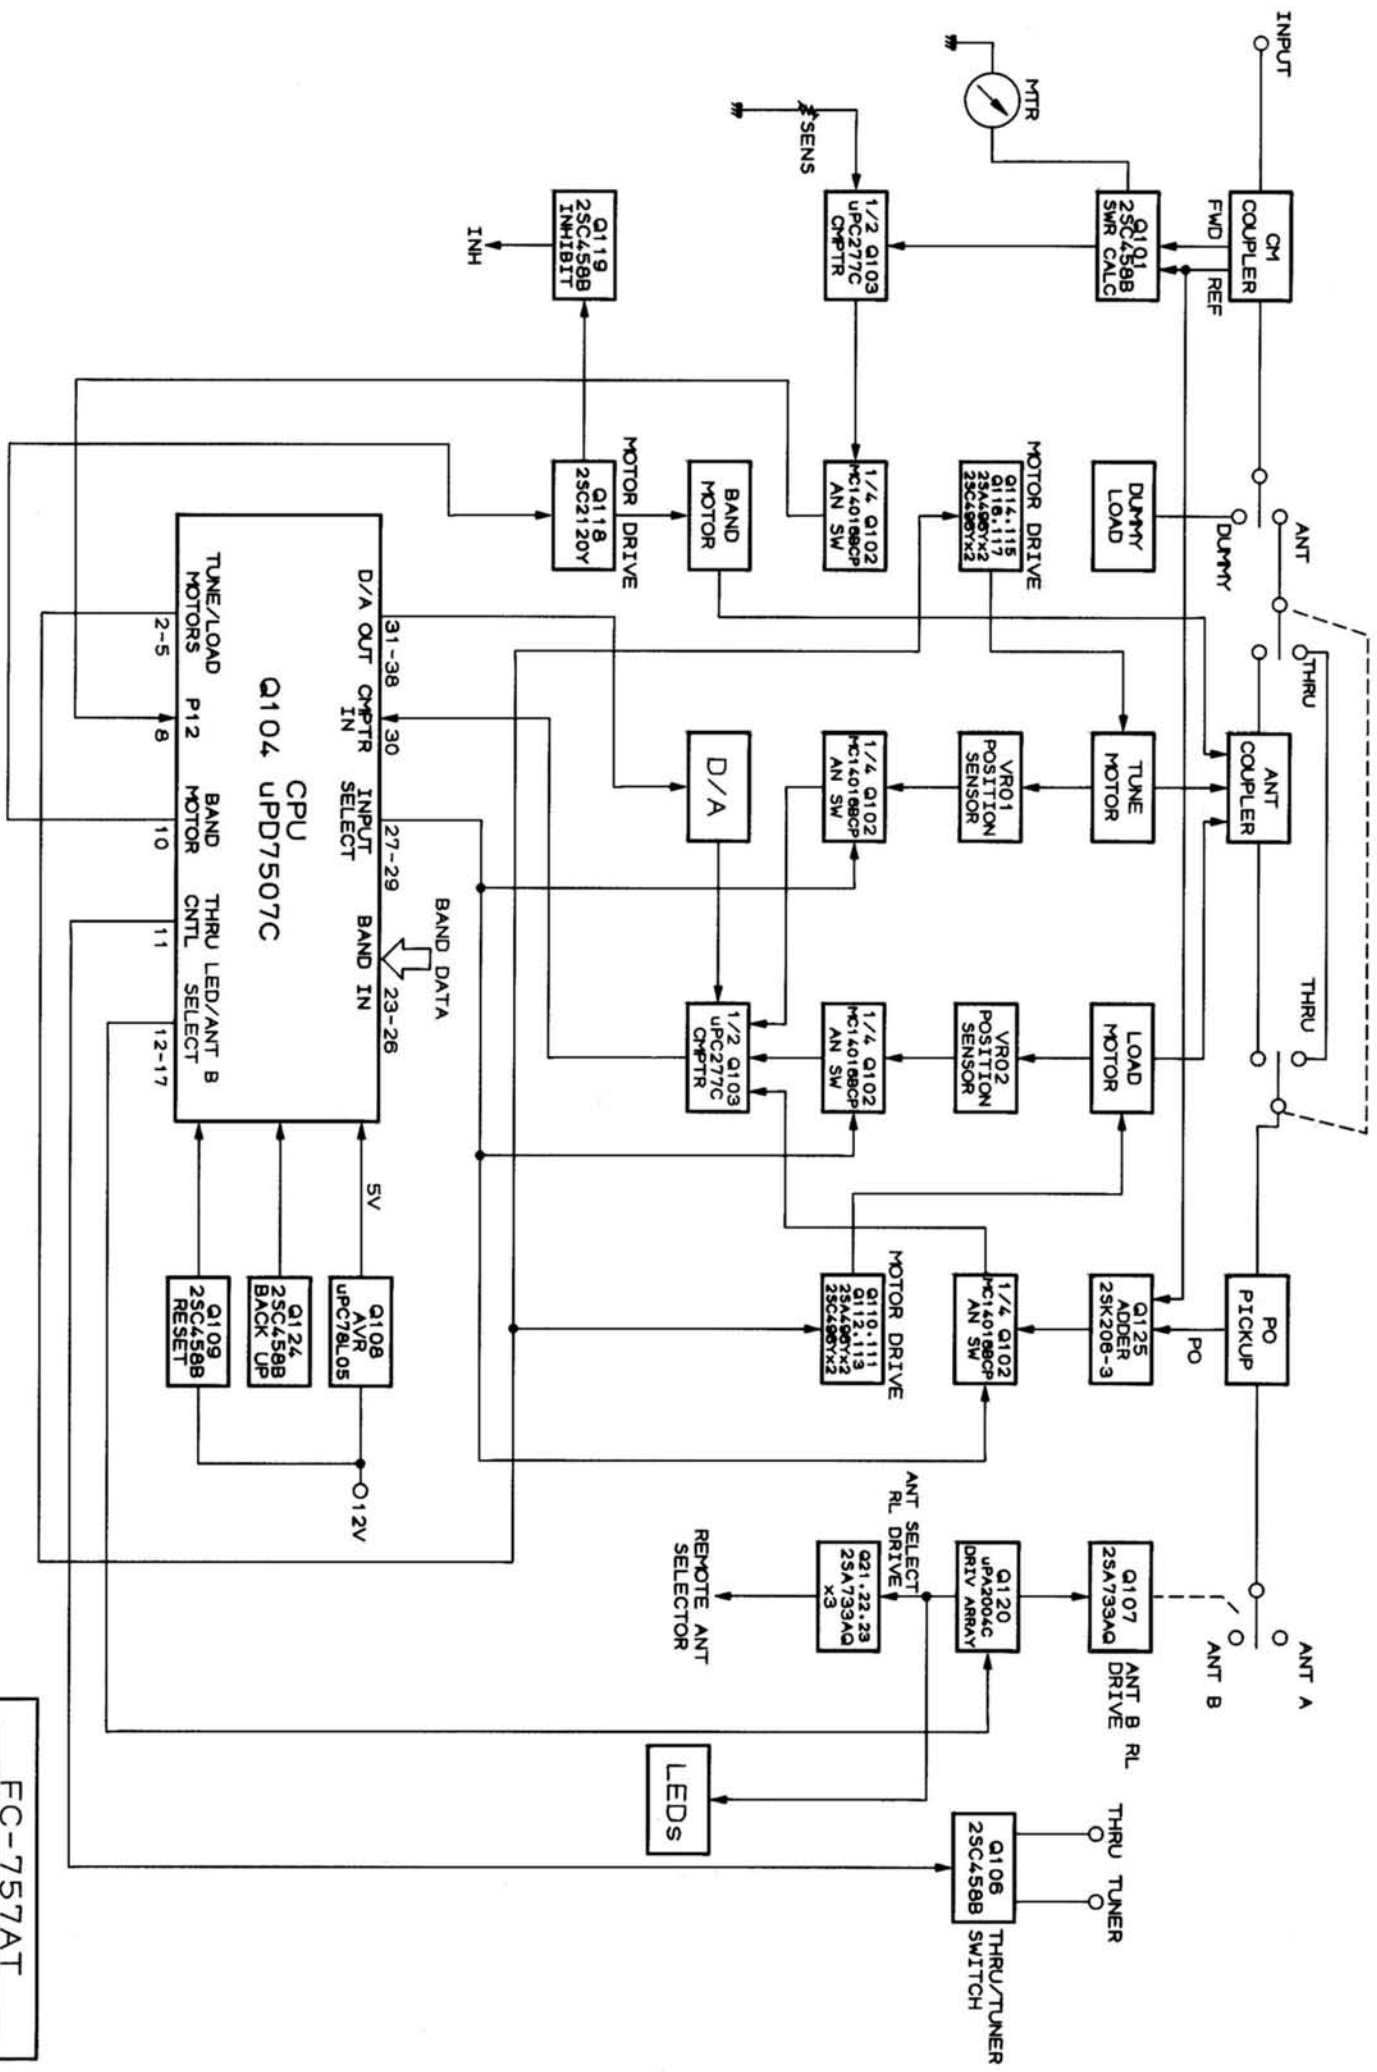 INPUT
CM
COUPLER
FWD
REF
ANT
DUMMY
THRU
ANT
COUPLER
THRU
PO
PICKUP
PO
ANT A
ANT B
MTR
Q101
2SC458B
SWR CALC
DUMMY
LOAD
TUNE
MOTOR
LOAD
MOTOR
Q125
ADDER
2SK208-3
Q107
2SA733AQ
ANT B RL
DRIVE
THRU
TUNER
SENS
1/2 Q103
uPC277C
CMPTR
MOTOR DRIVE
Q114.115
Q116.117
2SA496Yx2
2SC496Yx2
VR01
POSITION
SENSOR
VR02
POSITION
SENSOR
1/4 Q102
MC14016BCP
AN SW
Q120
uPA2004C
DRIV ARRAY
Q106
2SC458B
THRU/TUNER
SWITCH
1/4 Q102
MC14016BCP
AN SW
1/4 Q102
MC14016BCP
AN SW
1/4 Q102
MC14016BCP
AN SW
MOTOR DRIVE
Q110.111
Q112.113
2SA496Yx2
2SC496Yx2
ANT SELECT
RL DRIVE
Q21.22.23
2SA733AQ
x3
REMOTE ANT
SELECTOR
LEDs
BAND
MOTOR
D/A
1/2 Q103
uPC277C
CMPTR
Q119
2SC458B
INHIBIT
INH
MOTOR DRIVE
Q118
2SC2120Y
BAND DATA
31-38
30
27-29
23-26
D/A OUT
CMPTR
IN
INPUT
SELECT
BAND IN
CPU
Q104 uPD7507C
TUNE/LOAD
MOTORS
P12
BAND
MOTOR
THRU
CNTL
LED/ANT B
SELECT
2-5
8
10
11
12-17
5V
Q108
AVR
uPC78L05
12V
Q124
2SC458B
BACK UP
Q109
2SC458B
RESET
FC-757AT